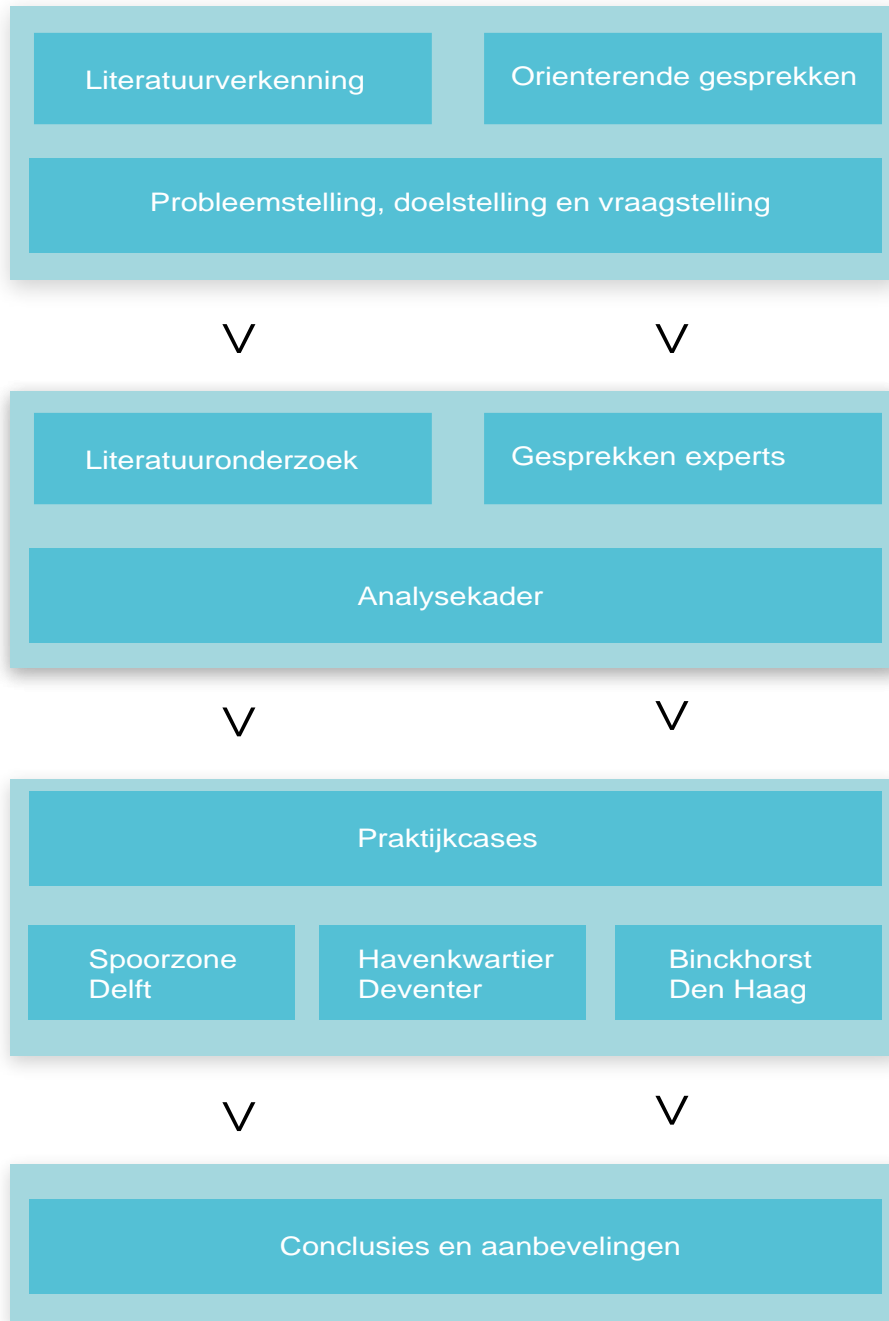 Literatuurverkenning
Orienterende gesprekken
Probleemstelling, doelstelling en vraagstelling
V V
Literatuuronderzoek
Gesprekken experts
Analysekader
V V
Praktijkcases
Spoorzone
Delft
Havenkwartier
Deventer
Binckhorst
Den Haag
V V
Conclusies en aanbevelingen